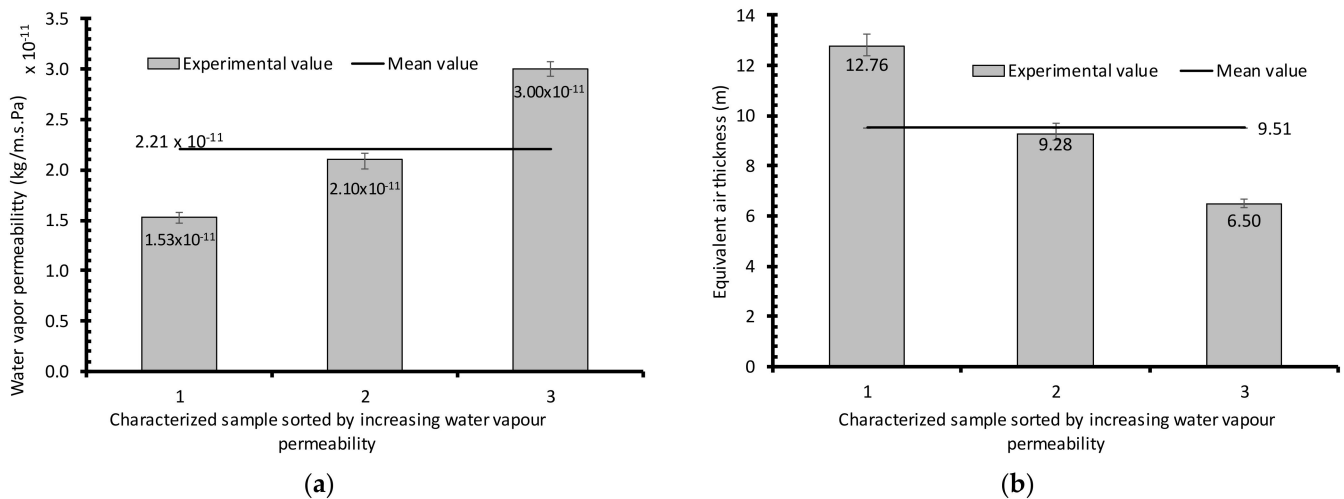 x 10⁻¹¹
Water vapor permeabilitty (kg/m.s.Pa)
3.5
3.0
2.5
2.0
1.5
1.0
0.5
0.0
Experimental value
Mean value
2.21 x 10⁻¹¹
1.53x10⁻¹¹
2.10x10⁻¹¹
3.00x10⁻¹¹
1
2
3
Characterized sample sorted by increasing water vapour
permeability
(a)
Equivalent air thickness (m)
14
12
10
8
6
4
2
0
Experimental value
Mean value
12.76
9.28
6.50
9.51
1
2
3
Characterized sample sorted by increasing water vapour
permeability
(b)